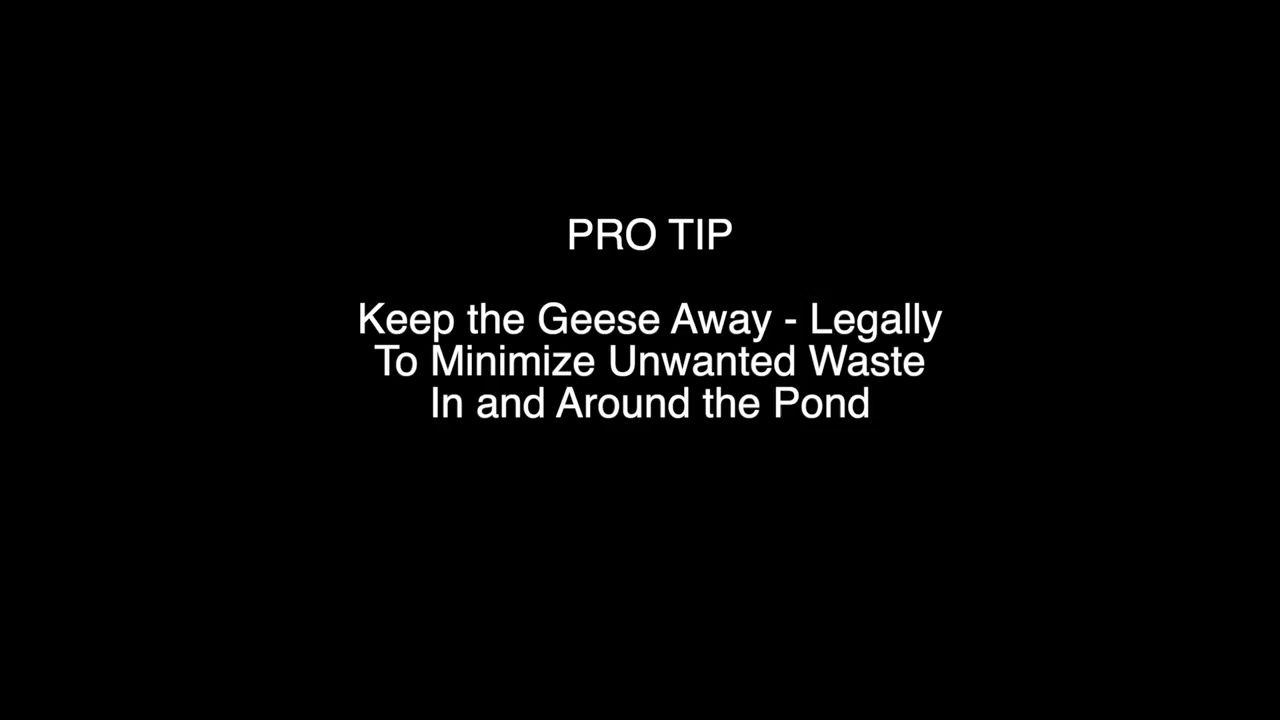 PRO TIP
Keep the Geese Away - Legally
To Minimize Unwanted Waste
In and Around the Pond